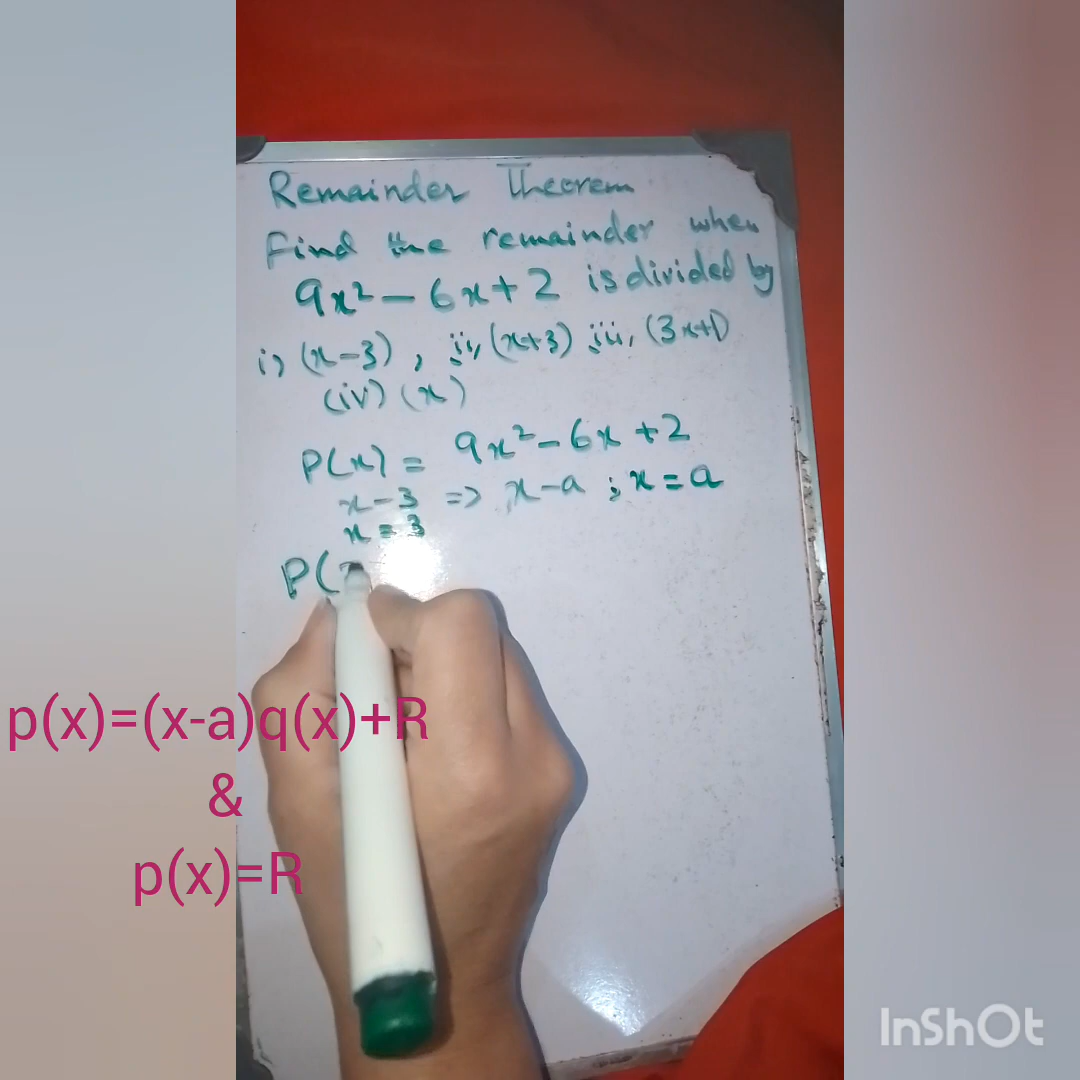 Remainder Theorem
Find the remainder when
9x² - 6x + 2 is divided by
i) (x-3) , ii, (x+3) iii, (3x+1)
(iv) (x)
P(x) = 9x² - 6x + 2
x - 3 => x-a ; x = a
x = 3
P(
p(x)=(x-a)q(x)+R
&
p(x)=R
InShOt